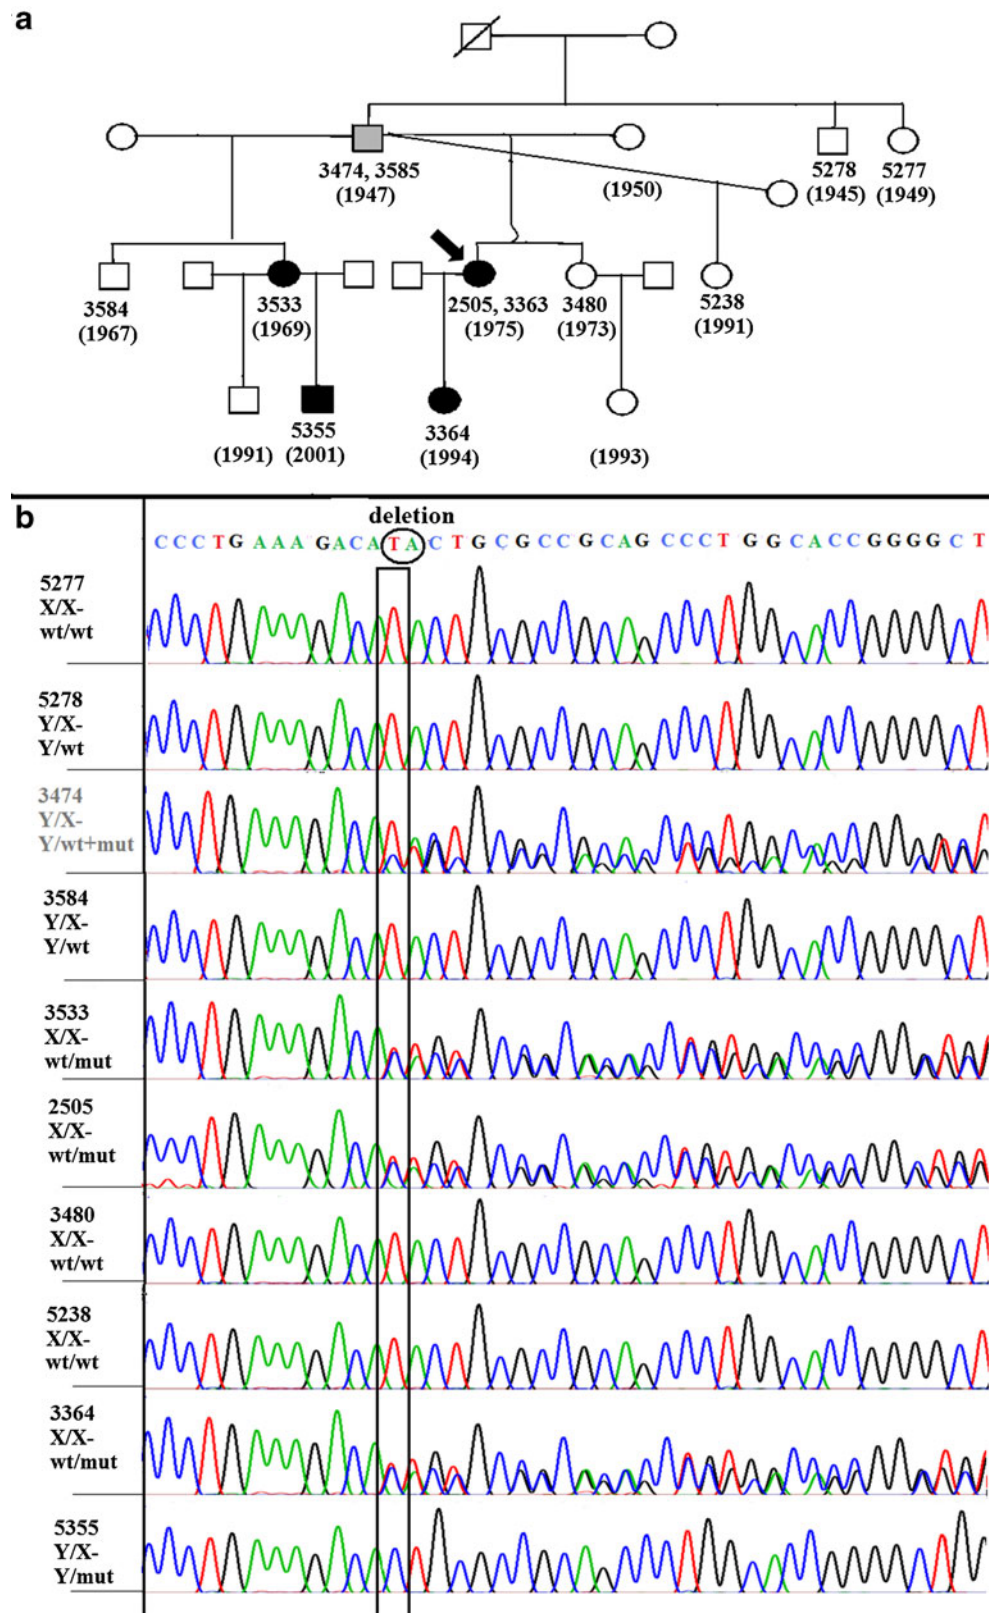 a
3474, 3585
(1947)
(1950)
5278
(1945)
5277
(1949)
3584
(1967)
3533
(1969)
2505, 3363
(1975)
3480
(1973)
5238
(1991)
(1991)
5355
(2001)
3364
(1994)
(1993)
b
deletion
C C C T G A A A G A C A T A C T G C G C C G C A G C C C T G G C A C C G G G G C T
5277
X/X-
wt/wt
5278
Y/X-
Y/wt
3474
Y/X-
Y/wt+mut
3584
Y/X-
Y/wt
3533
X/X-
wt/mut
2505
X/X-
wt/mut
3480
X/X-
wt/wt
5238
X/X-
wt/wt
3364
X/X-
wt/mut
5355
Y/X-
Y/mut